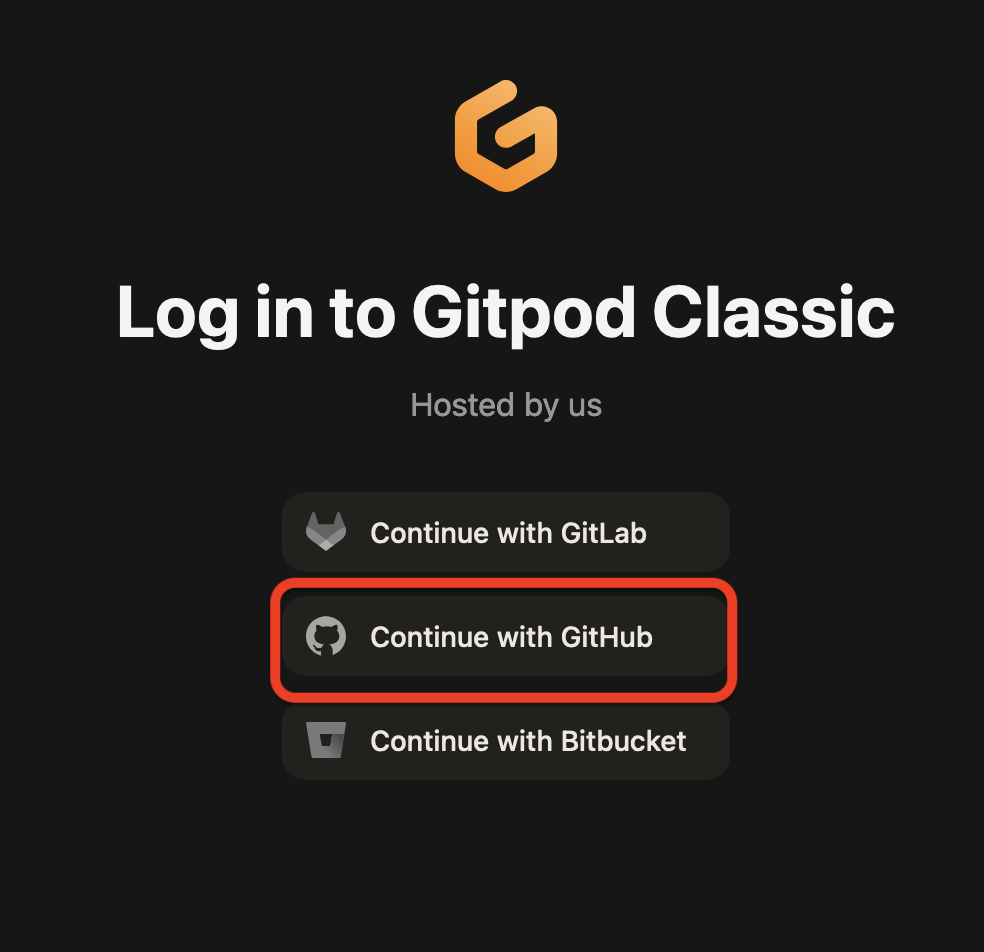 Log in to Gitpod Classic
Hosted by us
Continue with GitLab
Continue with GitHub
Continue with Bitbucket